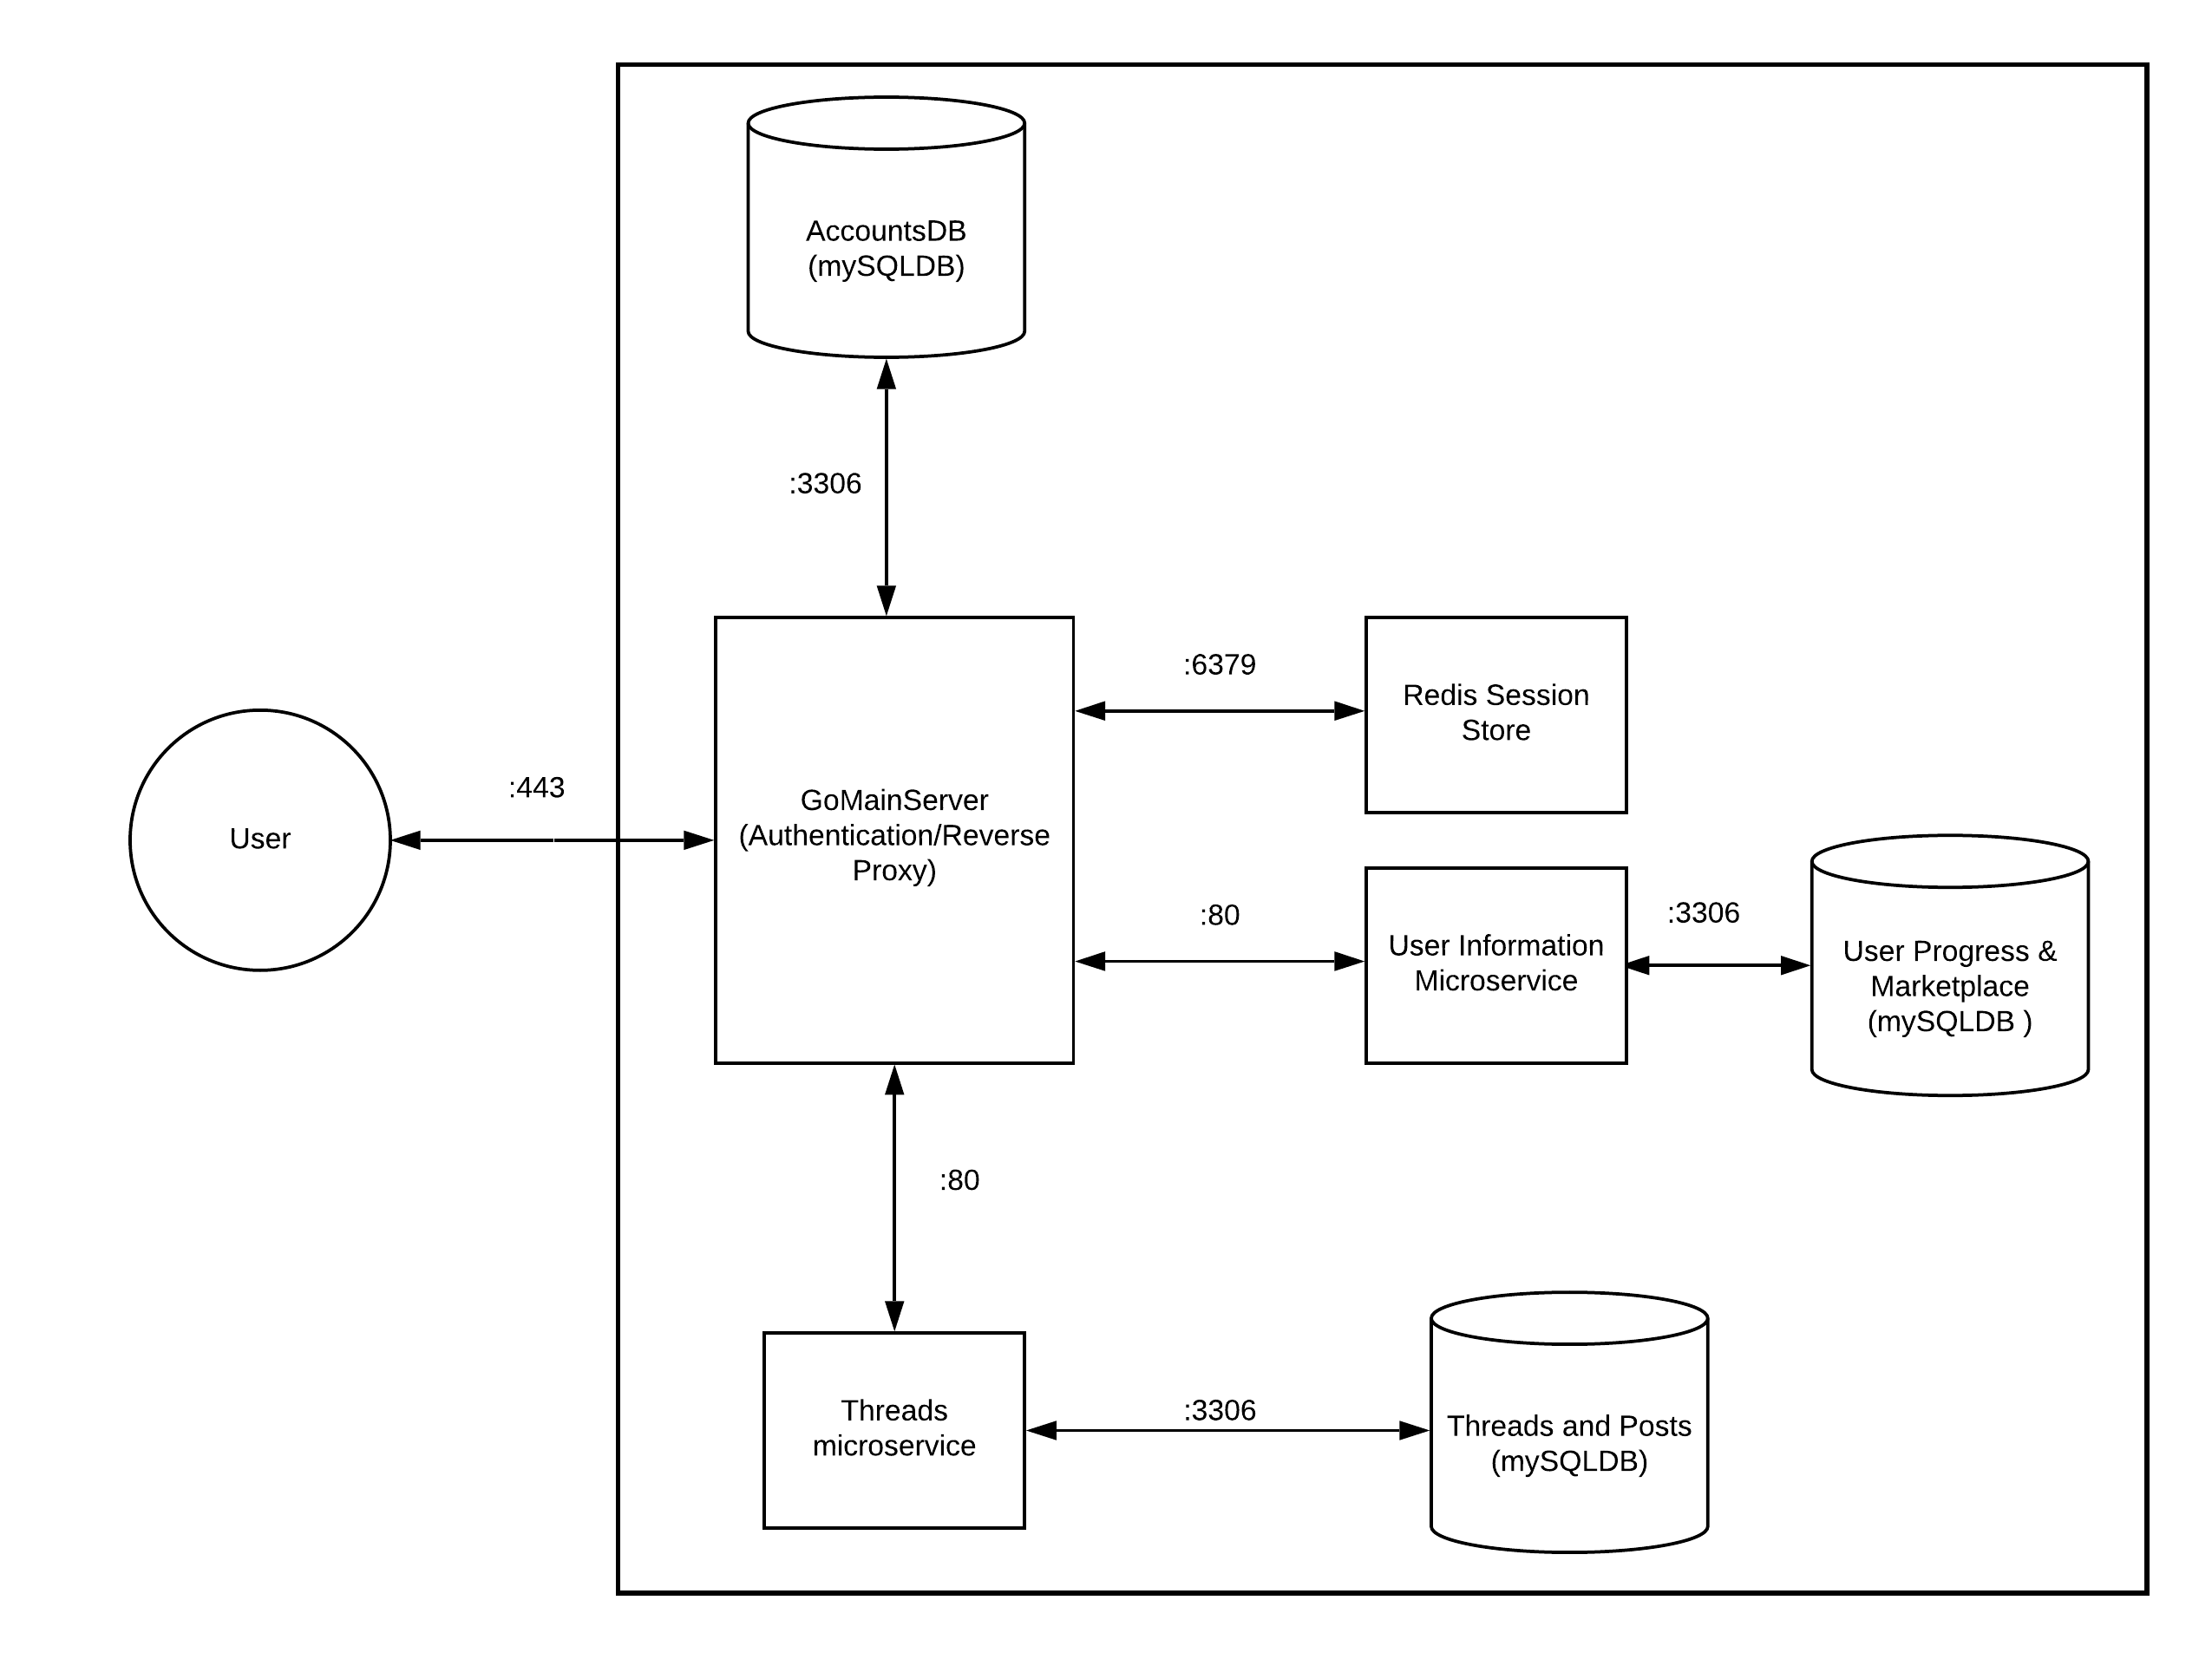 AccountsDB
(mySQLDB)
:3306
:6379
Redis Session
Store
:443
User
GoMainServer
(Authentication/Reverse
Proxy)
:80
User Information
Microservice
:3306
User Progress &
Marketplace
(mySQLDB )
:80
Threads
microservice
:3306
Threads and Posts
(mySQLDB)